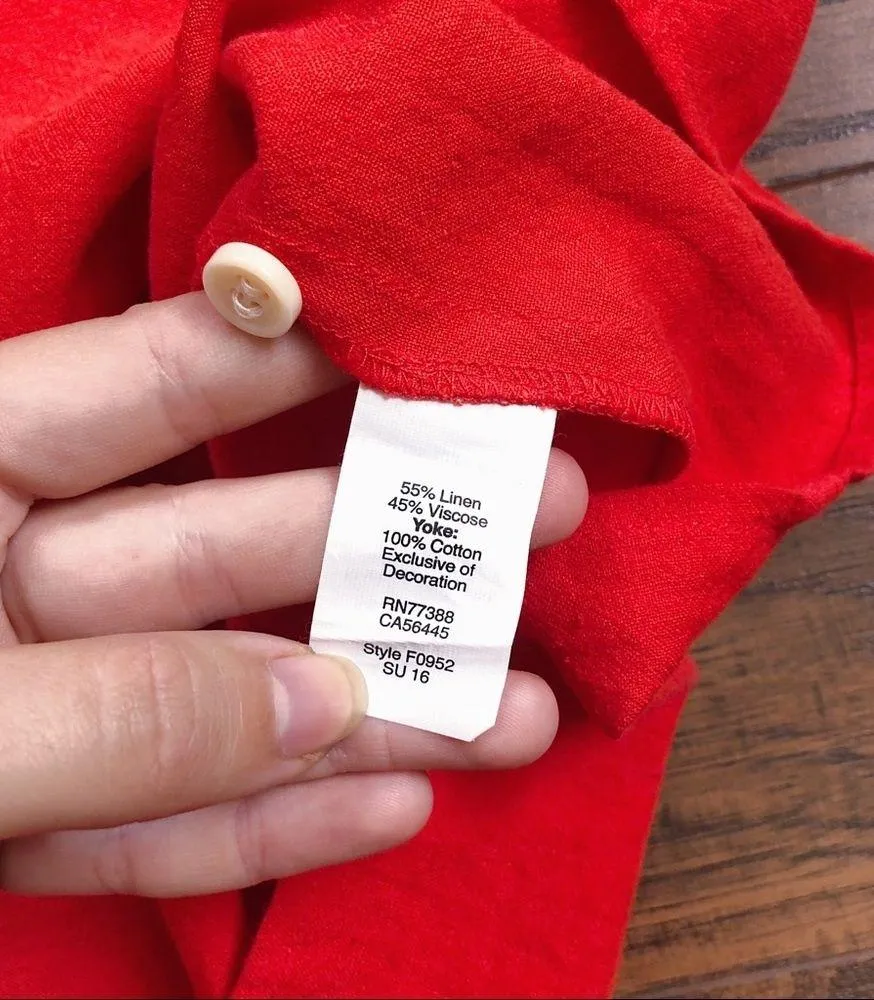 55% Linen
45% Viscose
Yoke:
100% Cotton
Exclusive of
Decoration
RN77388
CA56445
Style F0952
SU 16